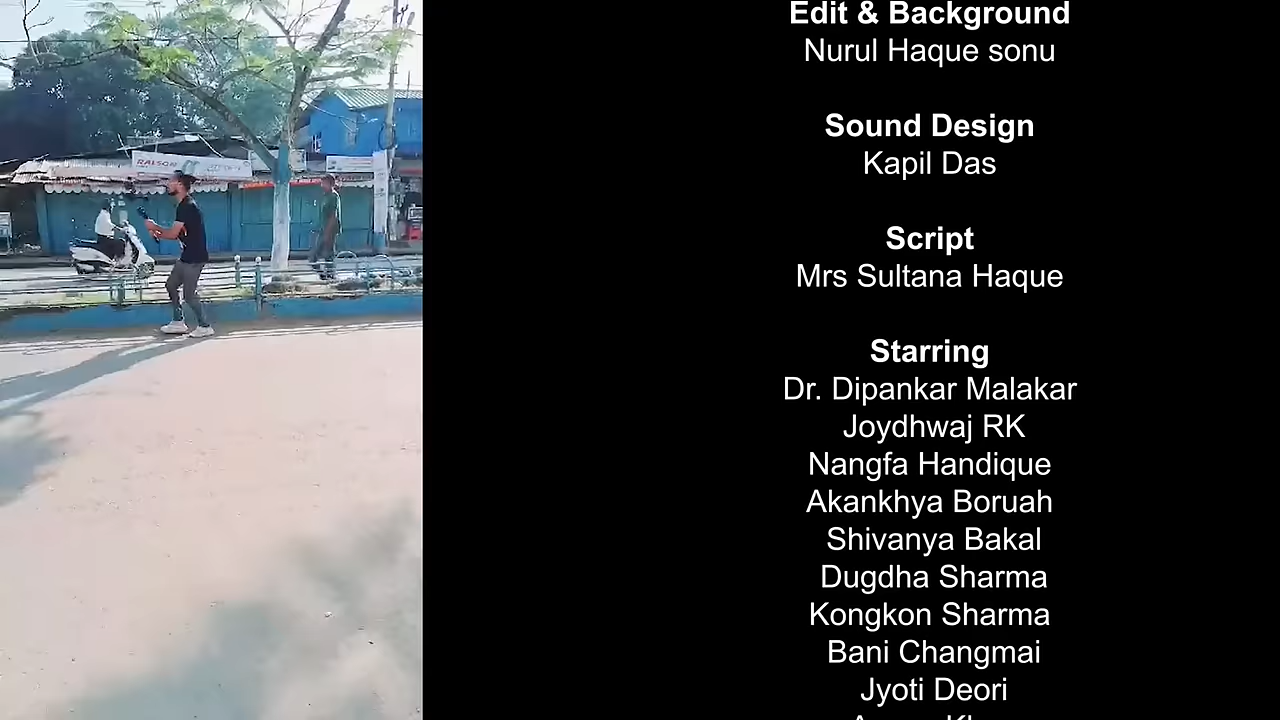 RALSON
Edit & Background
Nurul Haque sonu
Sound Design
Kapil Das
Script
Mrs Sultana Haque
Starring
Dr. Dipankar Malakar
Joydhwaj RK
Nangfa Handique
Akankhya Boruah
Shivanya Bakal
Dugdha Sharma
Kongkon Sharma
Bani Changmai
Jyoti Deori